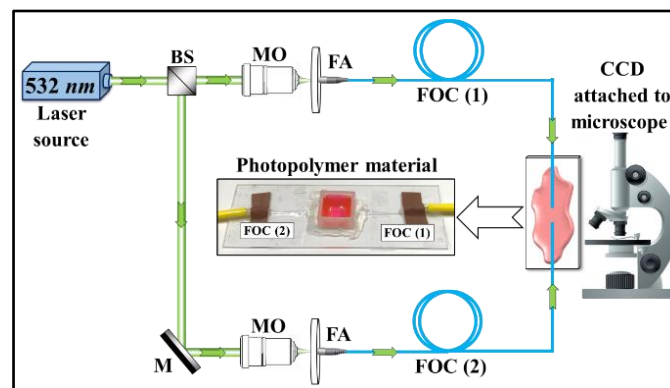 BS
MO
FA
532 nm
Laser
source
FOC (1)
CCD
attached to
microscope
Photopolymer material
FOC (2)
FOC (1)
MO
FA
M
FOC (2)